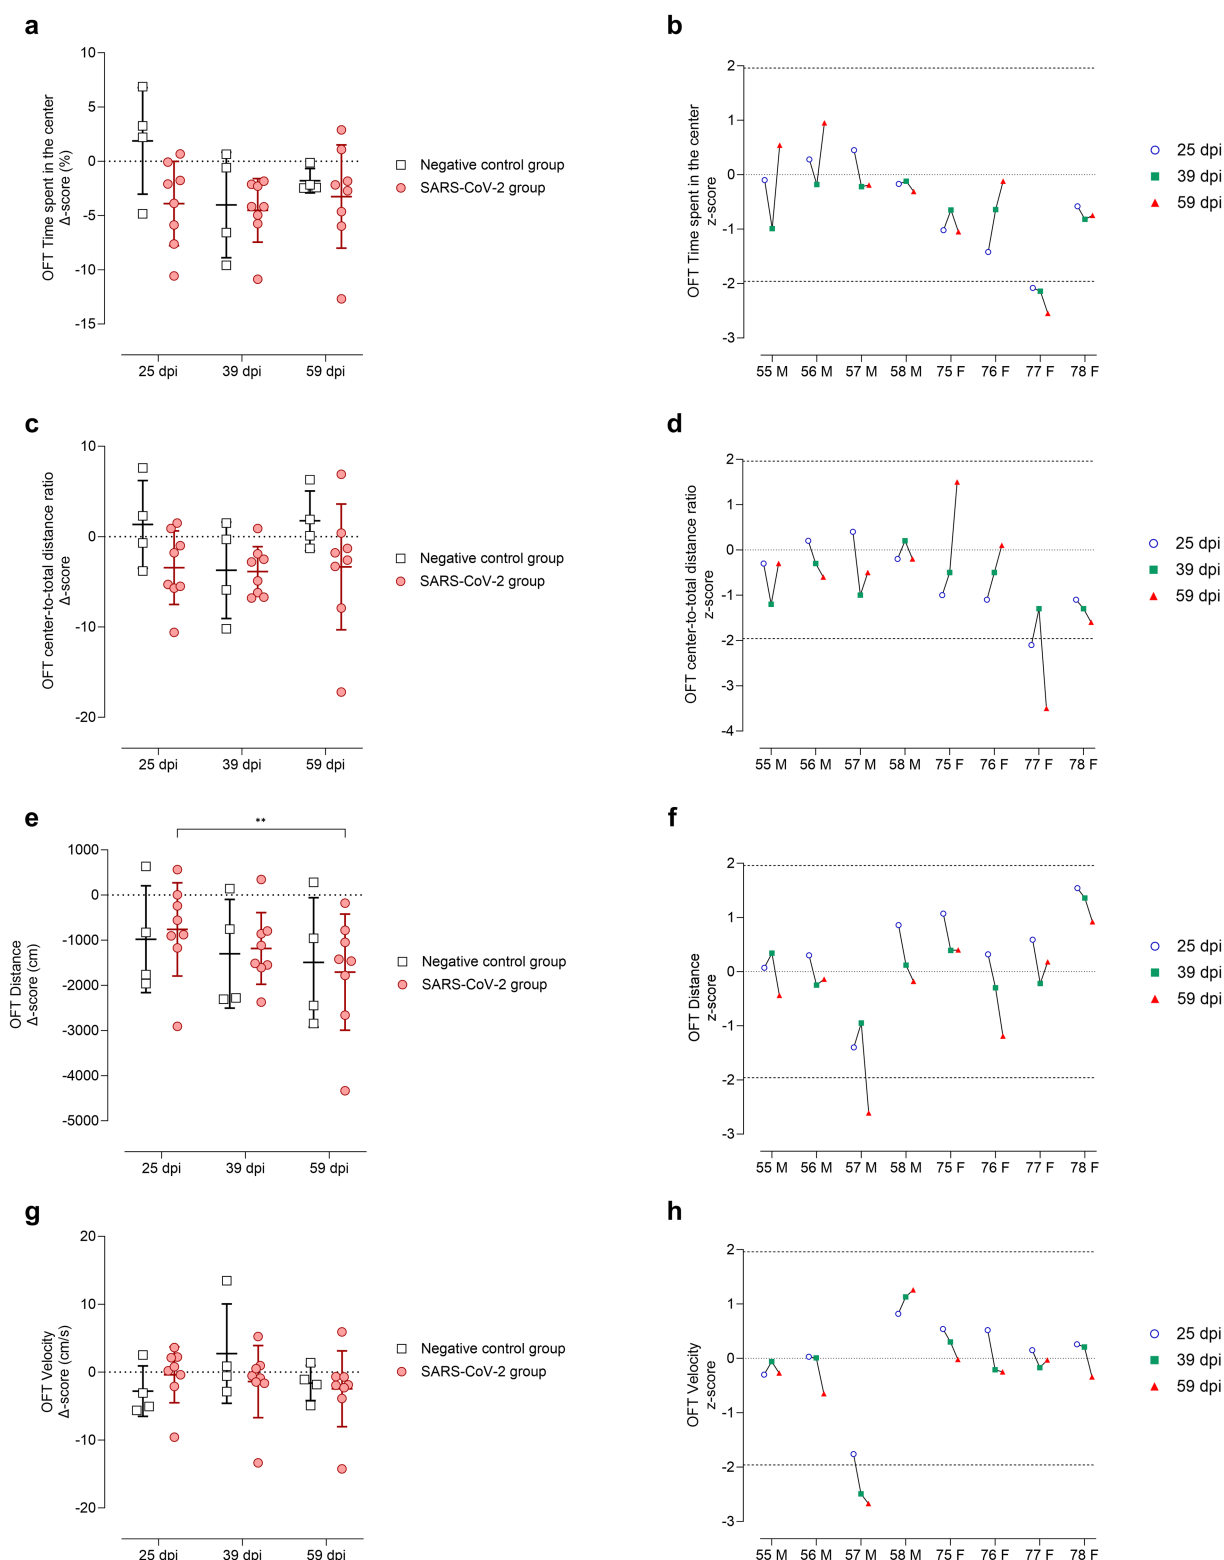 a
OFT Time spent in the center
Δ-score (%)
10
5
0
-5
-10
-15
25 dpi
39 dpi
59 dpi
Negative control group
SARS-CoV-2 group
b
OFT Time spent in the center
z-score
2
1
0
-1
-2
-3
55 M
56 M
57 M
58 M
75 F
76 F
77 F
78 F
25 dpi
39 dpi
59 dpi
c
OFT center-to-total distance ratio
Δ-score
10
0
-10
-20
25 dpi
39 dpi
59 dpi
Negative control group
SARS-CoV-2 group
d
OFT center-to-total distance ratio
z-score
2
1
0
-1
-2
-3
-4
55 M
56 M
57 M
58 M
75 F
76 F
77 F
78 F
25 dpi
39 dpi
59 dpi
e
OFT Distance
Δ-score (cm)
**
1000
0
-1000
-2000
-3000
-4000
-5000
25 dpi
39 dpi
59 dpi
Negative control group
SARS-CoV-2 group
f
OFT Distance
z-score
2
1
0
-1
-2
-3
55 M
56 M
57 M
58 M
75 F
76 F
77 F
78 F
25 dpi
39 dpi
59 dpi
g
OFT Velocity
Δ-score (cm/s)
20
10
0
-10
-20
25 dpi
39 dpi
59 dpi
Negative control group
SARS-CoV-2 group
h
OFT Velocity
z-score
2
1
0
-1
-2
-3
55 M
56 M
57 M
58 M
75 F
76 F
77 F
78 F
25 dpi
39 dpi
59 dpi